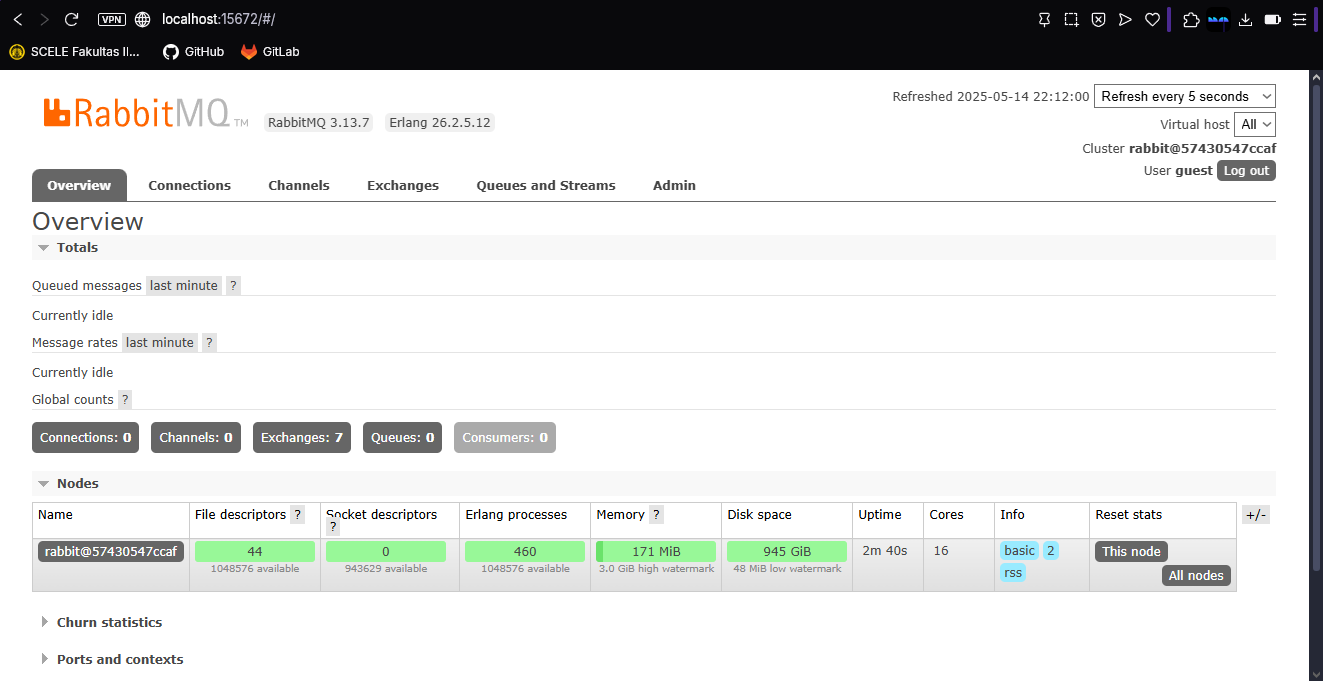 VPN localhost:15672/#/
SCELE Fakultas Il... GitHub GitLab
RabbitMQ TM RabbitMQ 3.13.7 Erlang 26.2.5.12
Refreshed 2025-05-14 22:12:00 Refresh every 5 seconds
Virtual host All
Cluster rabbit@57430547ccaf
User guest Log out
Overview Connections Channels Exchanges Queues and Streams Admin
Overview
Totals
Queued messages last minute ?
Currently idle
Message rates last minute ?
Currently idle
Global counts ?
Connections: 0 Channels: 0 Exchanges: 7 Queues: 0 Consumers: 0
Nodes
Name File descriptors ? Socket descriptors ? Erlang processes Memory ? Disk space Uptime Cores Info Reset stats +/-
rabbit@57430547ccaf 44 0 460 171 MiB 945 GiB 2m 40s 16 basic 2 This node
1048576 available 943629 available 1048576 available 3.0 GiB high watermark 48 MiB low watermark rss All nodes
Churn statistics
Ports and contexts